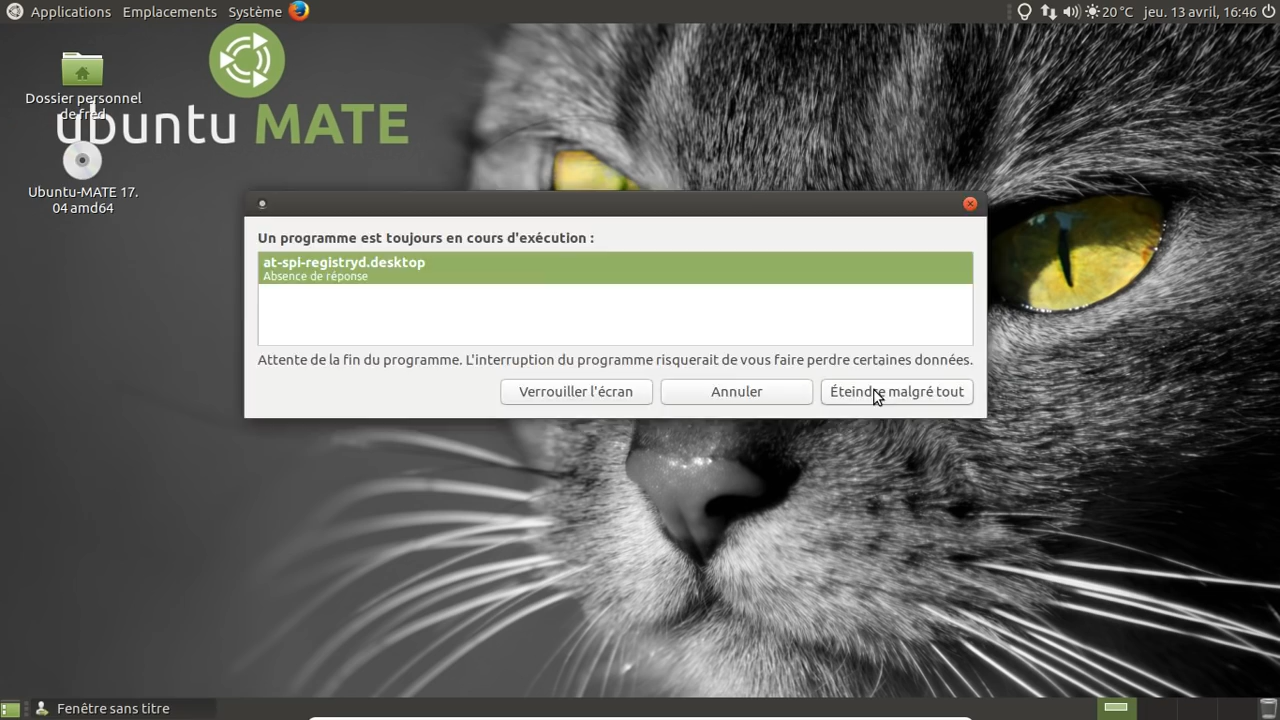 Applications Emplacements Système 20 °C jeu. 13 avril, 16:46
Dossier personnel
de fred
ubuntu MATE
Ubuntu-MATE 17.
04 amd64
Un programme est toujours en cours d'exécution :
at-spi-registryd.desktop
Absence de réponse
Attente de la fin du programme. L'interruption du programme risquerait de vous faire perdre certaines données.
Verrouiller l'écran Annuler Éteindre malgré tout
Fenêtre sans titre